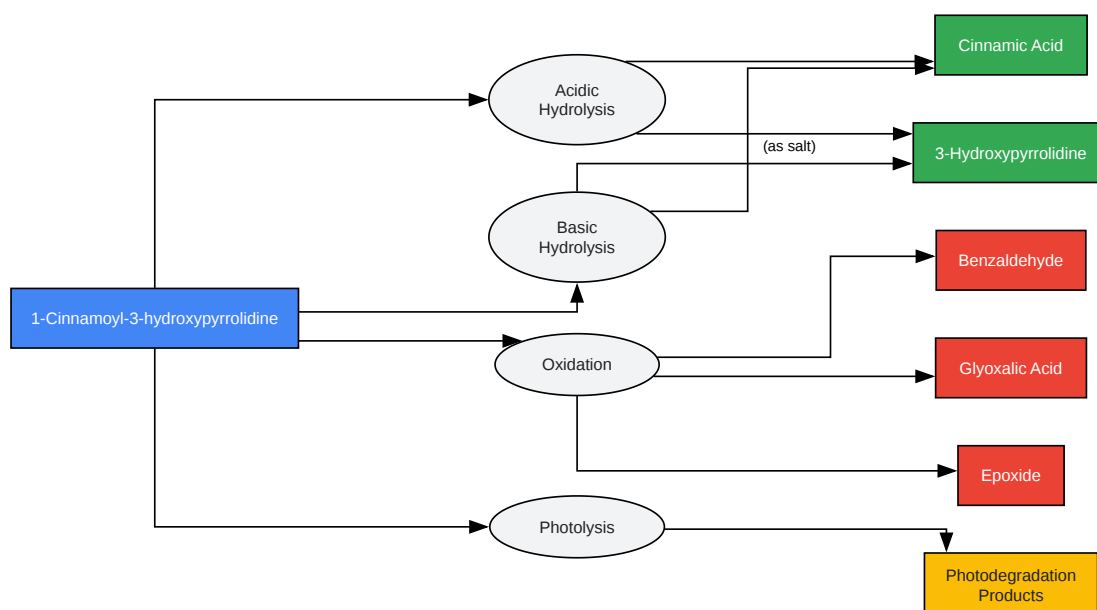 Cinnamic Acid
Acidic
Hydrolysis
(as salt)
3-Hydroxypyrrolidine
Basic
Hydrolysis
Benzaldehyde
1-Cinnamoyl-3-hydroxypyrrolidine
Oxidation
Glyoxalic Acid
Epoxide
Photolysis
Photodegradation
Products